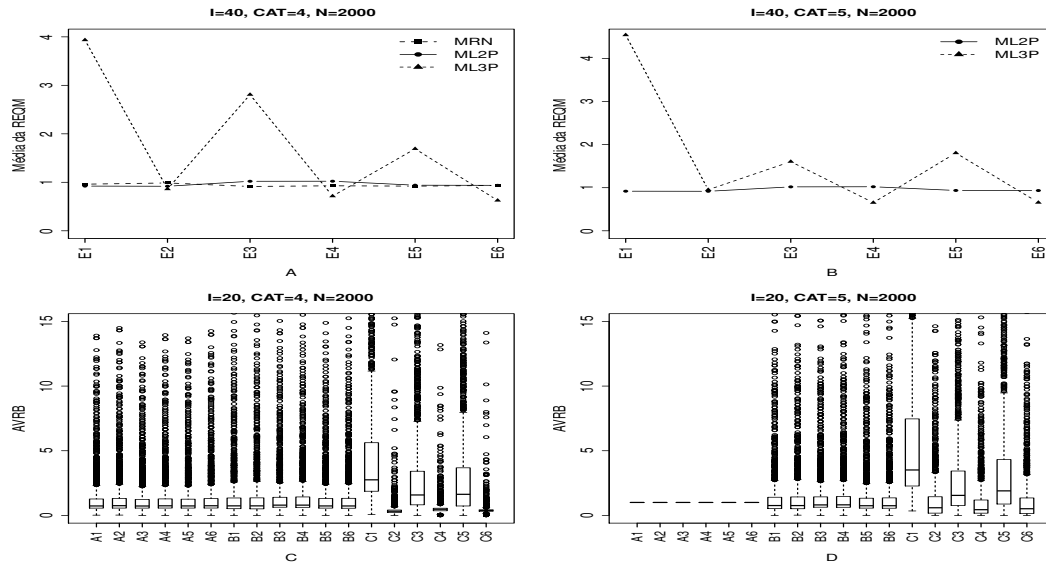 I=40, CAT=4, N=2000
Média da REQM
4
3
2
1
0
MRN
ML2P
ML3P
E1 E2 E3 E4 E5 E6
A
I=40, CAT=5, N=2000
Média da REQM
4
3
2
1
0
ML2P
ML3P
E1 E2 E3 E4 E5 E6
B
I=20, CAT=4, N=2000
AVRB
15
10
5
0
A1 A2 A3 A4 A5 A6 B1 B2 B3 B4 B5 B6 C1 C2 C3 C4 C5 C6
C
I=20, CAT=5, N=2000
AVRB
15
10
5
0
A1 A2 A3 A4 A5 A6 B1 B2 B3 B4 B5 B6 C1 C2 C3 C4 C5 C6
D